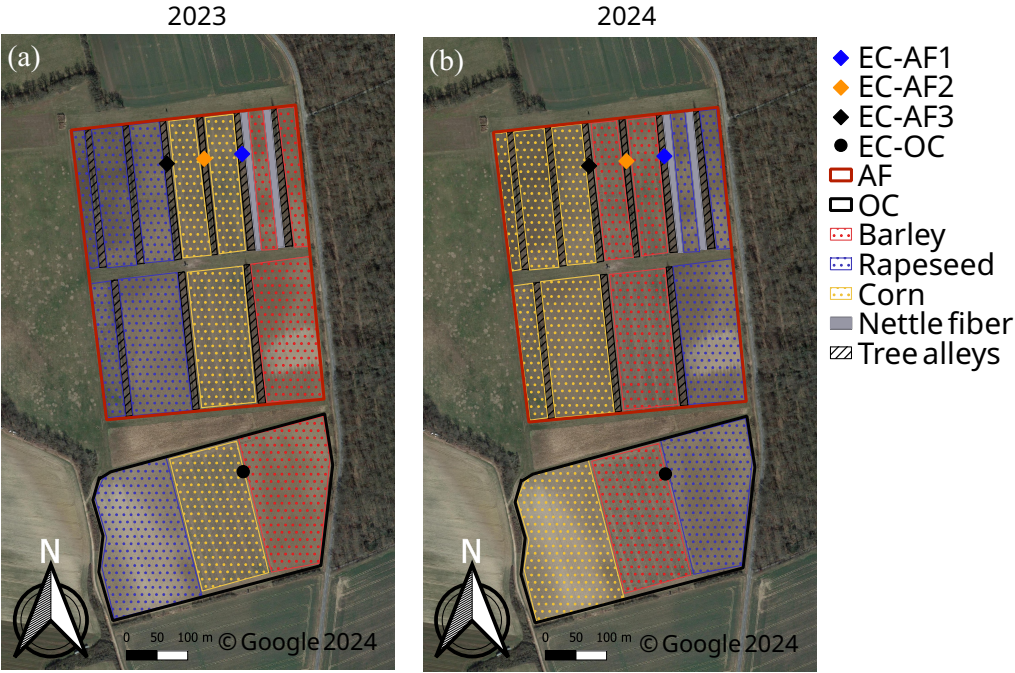 2023
2024
(a)
(b)
EC-AF1
EC-AF2
EC-AF3
EC-OC
AF
OC
Barley
Rapeseed
Corn
Nettle fiber
Tree alleys
N
0 50 100 m
© Google 2024
N
0 50 100 m
© Google 2024